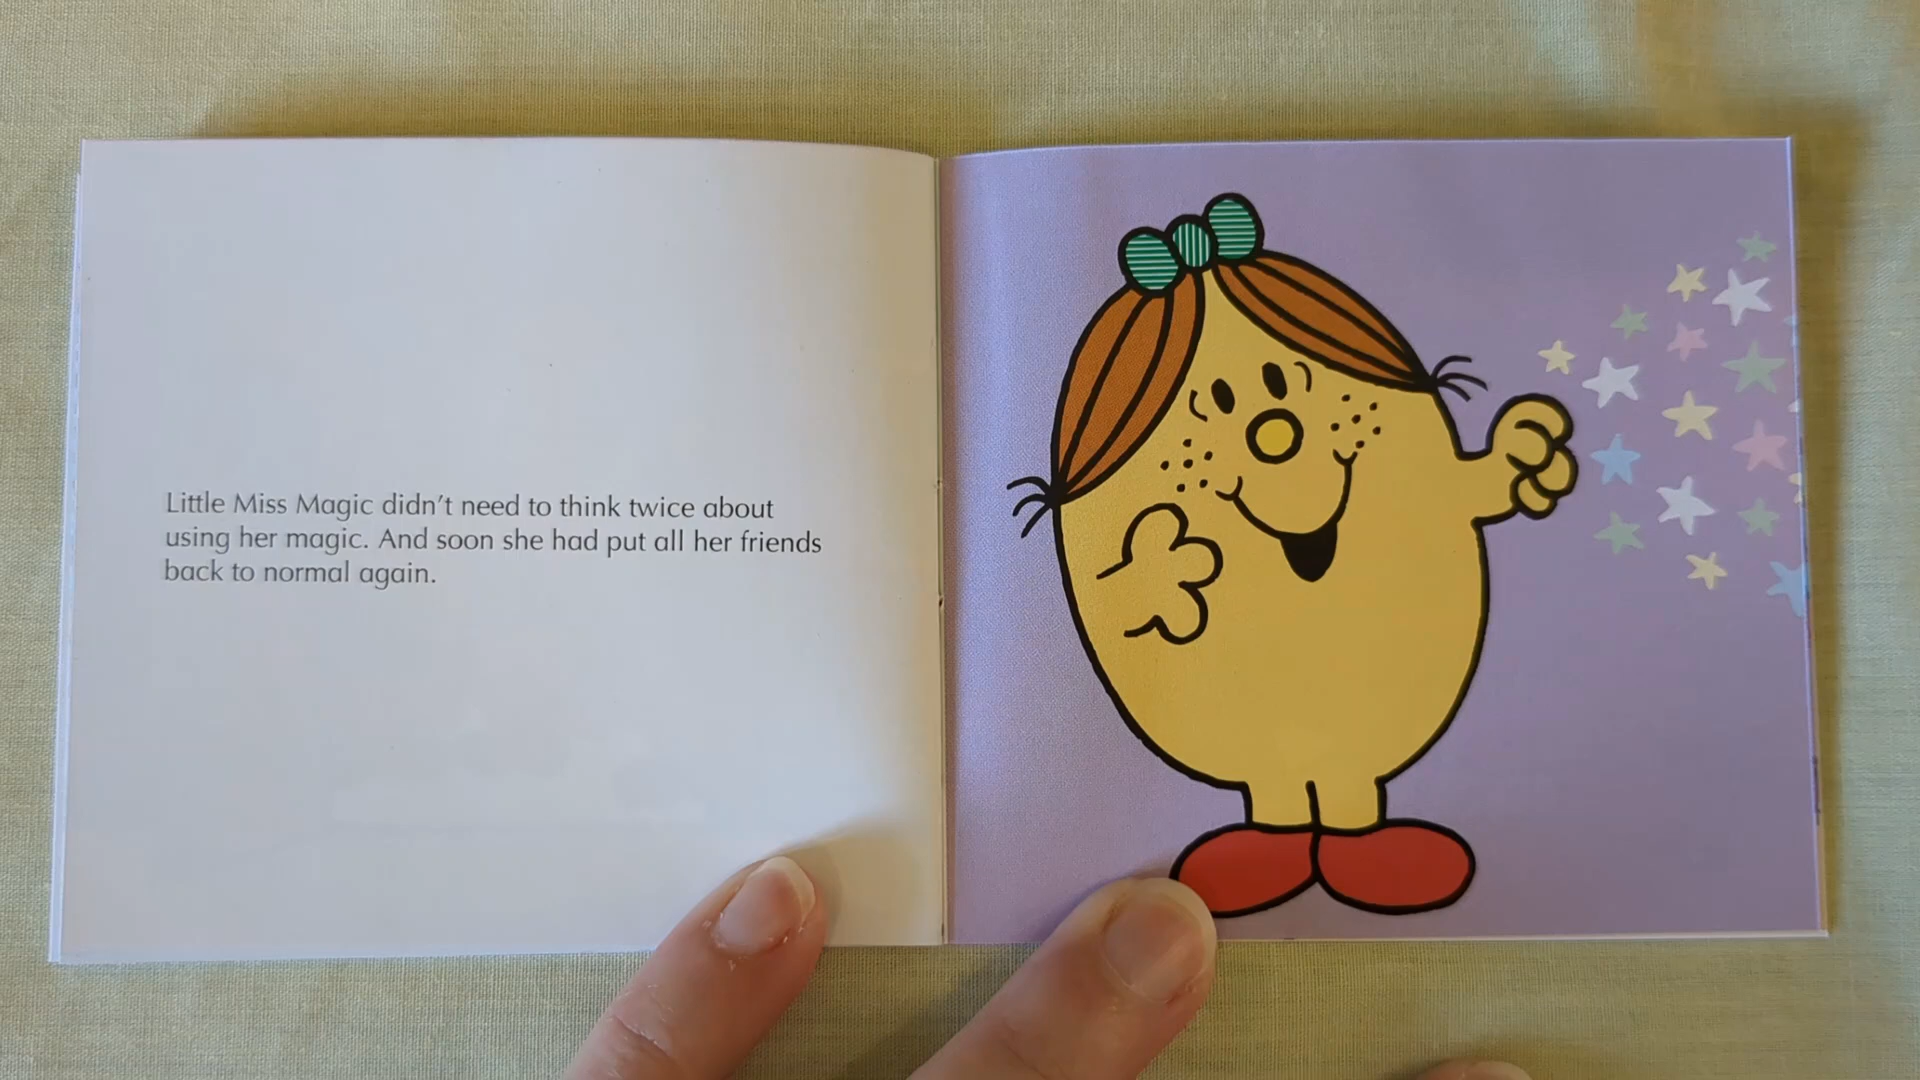 Little Miss Magic didn't need to think twice about
using her magic. And soon she had put all her friends
back to normal again.